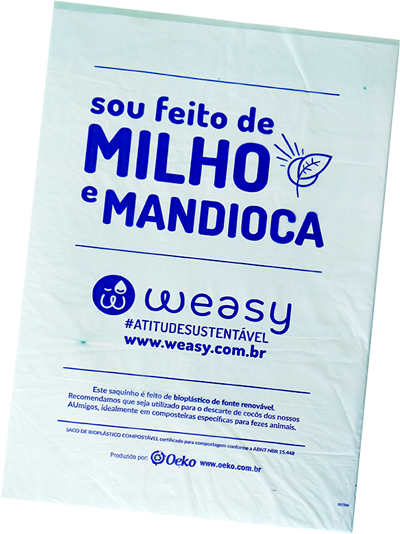 sou feito de
MILHO
e MANDIOCA
weasy
#ATITUDESUSTENTÁVEL
www.weasy.com.br
Este saquinho é feito de bioplástico de fonte renovável.
Recomendamos que seja utilizado para o descarte de cocôs dos nossos
AUmigos, idealmente em composteiras específicas para fezes animais.
SACO DE BIOPLÁSTICO COMPOSTÁVEL certificado para compostagem conforme a ABNT NBR 15.448
Produzido por: Oeko www.oeko.com.br